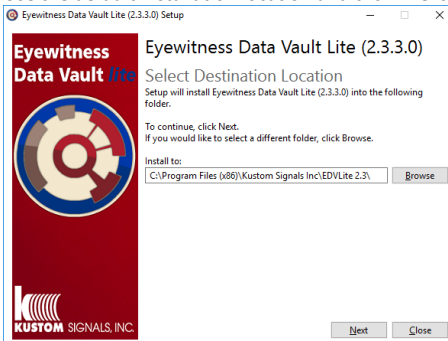 Eyewitness Data Vault Lite (2.3.3.0) Setup
Eyewitness
Data Vault lite
Eyewitness Data Vault Lite (2.3.3.0)
Select Destination Location
Setup will install Eyewitness Data Vault Lite (2.3.3.0) into the following
folder.
To continue, click Next.
If you would like to select a different folder, click Browse.
Install to:
C:\Program Files (x86)\Kustom Signals Inc\EDVLite 2.3\
Browse
KUSTOM SIGNALS, INC.
Next
Close